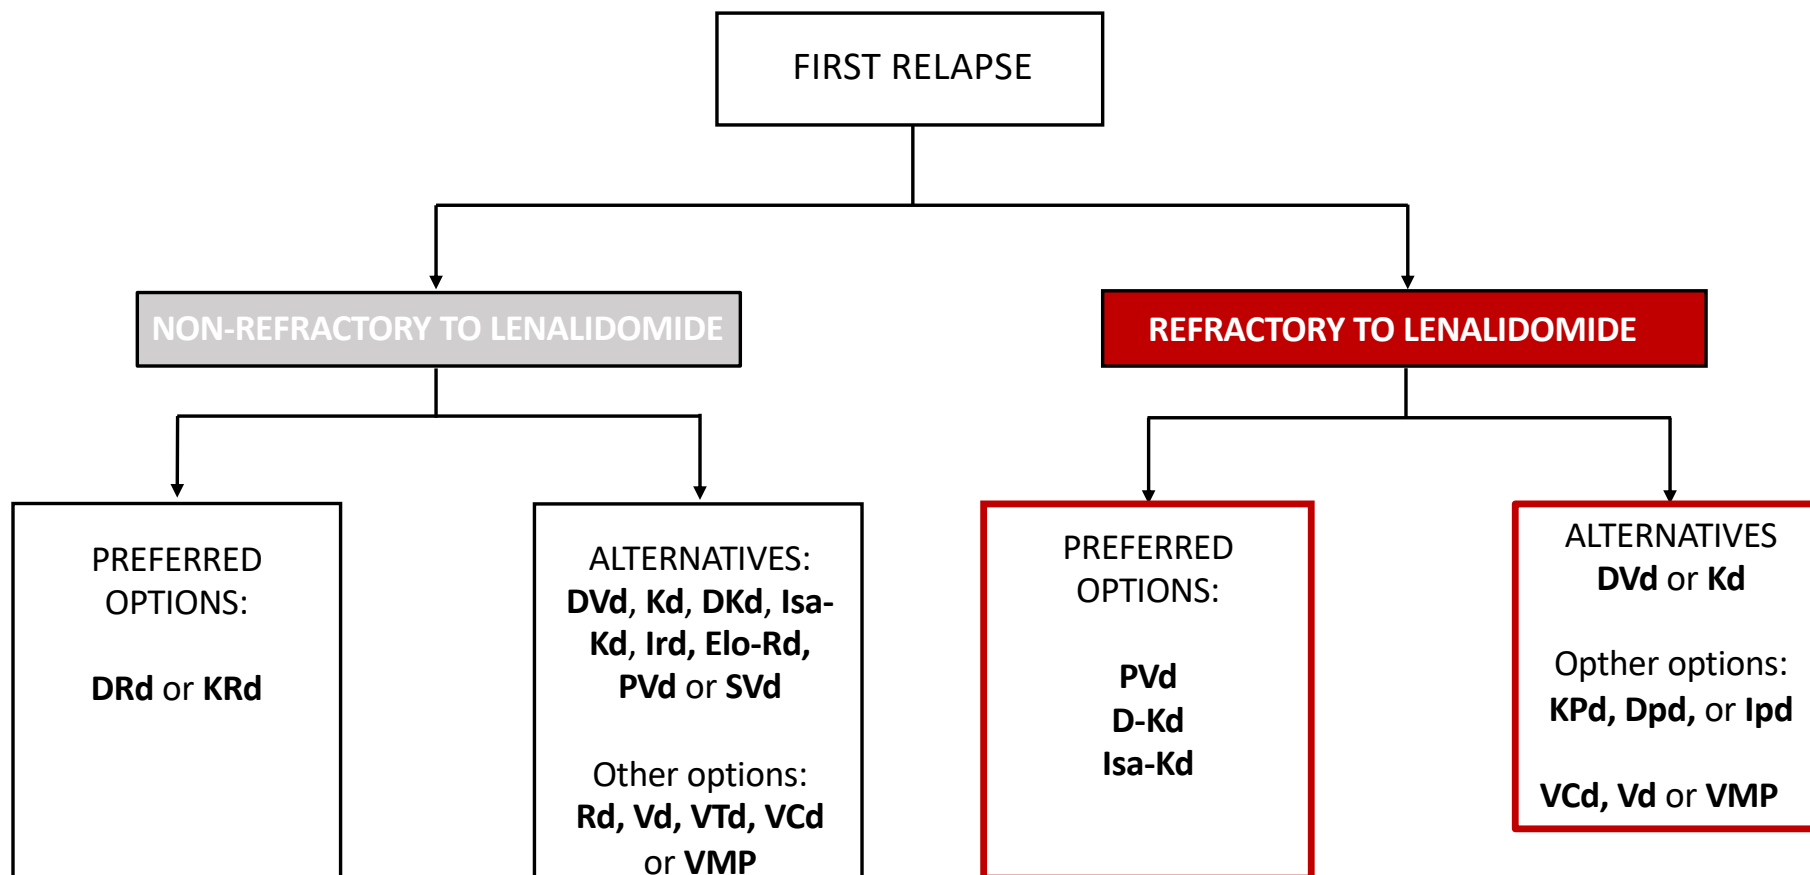 FIRST RELAPSE
NON-REFRACTORY TO LENALIDOMIDE
REFRACTORY TO LENALIDOMIDE
PREFERRED
OPTIONS:
DRd or KRd
ALTERNATIVES:
DVd, Kd, DKd, Isa-
Kd, Ird, Elo-Rd,
PVd or SVd
Other options:
Rd, Vd, VTd, VCd
or VMP
PREFERRED
OPTIONS:
PVd
D-Kd
Isa-Kd
ALTERNATIVES
DVd or Kd
Opther options:
KPd, Dpd, or Ipd
VCd, Vd or VMP